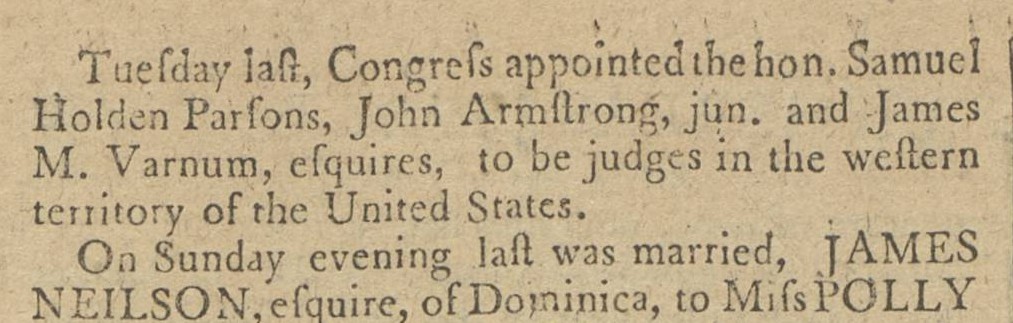 Tueſday laſt, Congreſs appointed the hon. Samuel
Holden Parſons, John Armſtrong, jun. and James
M. Varnum, eſquires, to be judges in the weſtern
territory of the United States.
On Sunday evening laſt was married, JAMES
NEILSON, eſquire, of Dominica, to Miſs POLLY